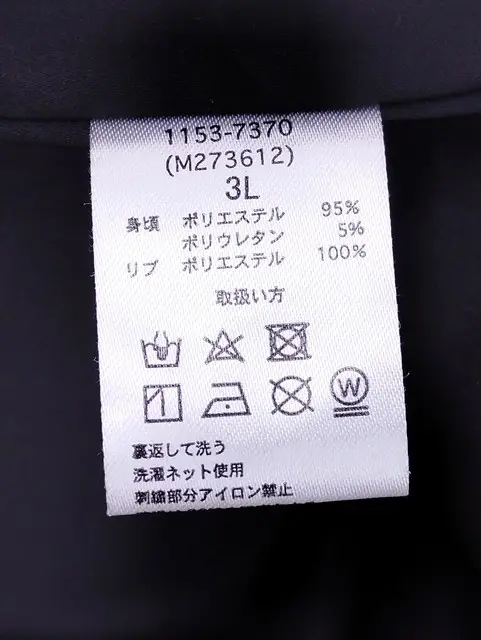 1153-7370
(M273612)
3L
身頃 ポリエステル 95%
ポリウレタン 5%
リブ ポリエステル 100%
取扱い方
W
裏返して洗う
洗濯ネット使用
刺繍部分アイロン禁止